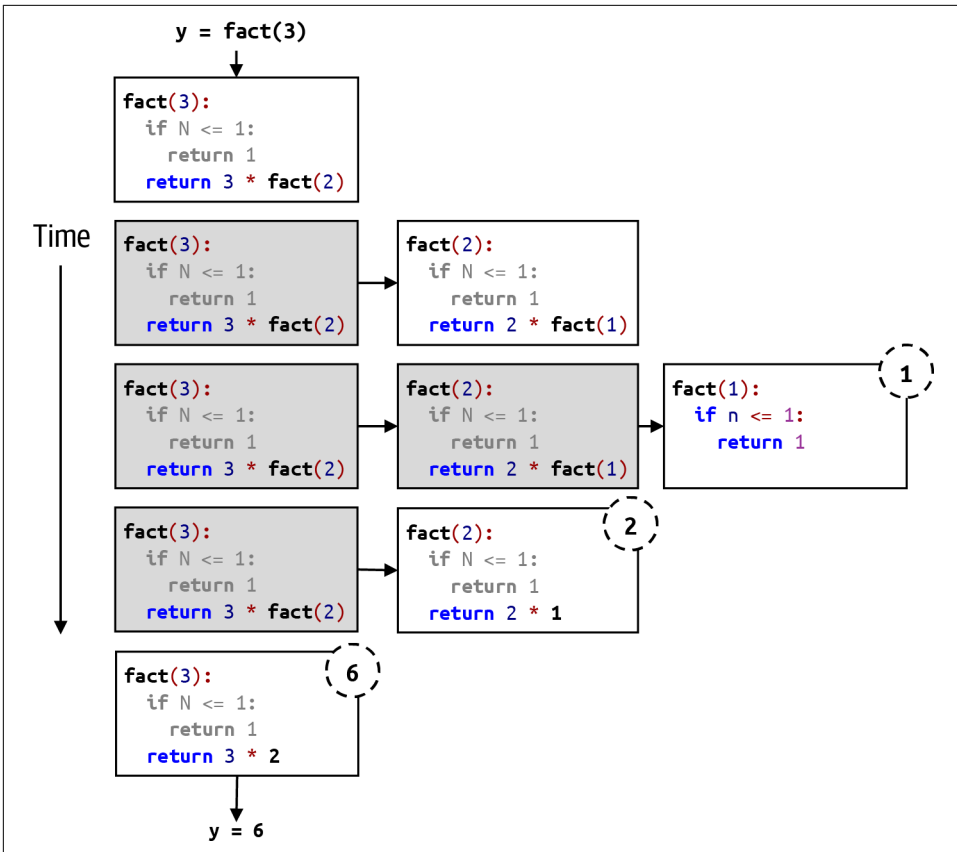 y = fact(3)
fact(3):
if N <= 1:
return 1
return 3 * fact(2)
Time
fact(3):
if N <= 1:
return 1
return 3 * fact(2)
fact(2):
if N <= 1:
return 1
return 2 * fact(1)
fact(3):
if N <= 1:
return 1
return 3 * fact(2)
fact(2):
if N <= 1:
return 1
return 2 * fact(1)
1
fact(1):
if n <= 1:
return 1
fact(3):
if N <= 1:
return 1
return 3 * fact(2)
2
fact(2):
if N <= 1:
return 1
return 2 * 1
6
fact(3):
if N <= 1:
return 1
return 3 * 2
y = 6